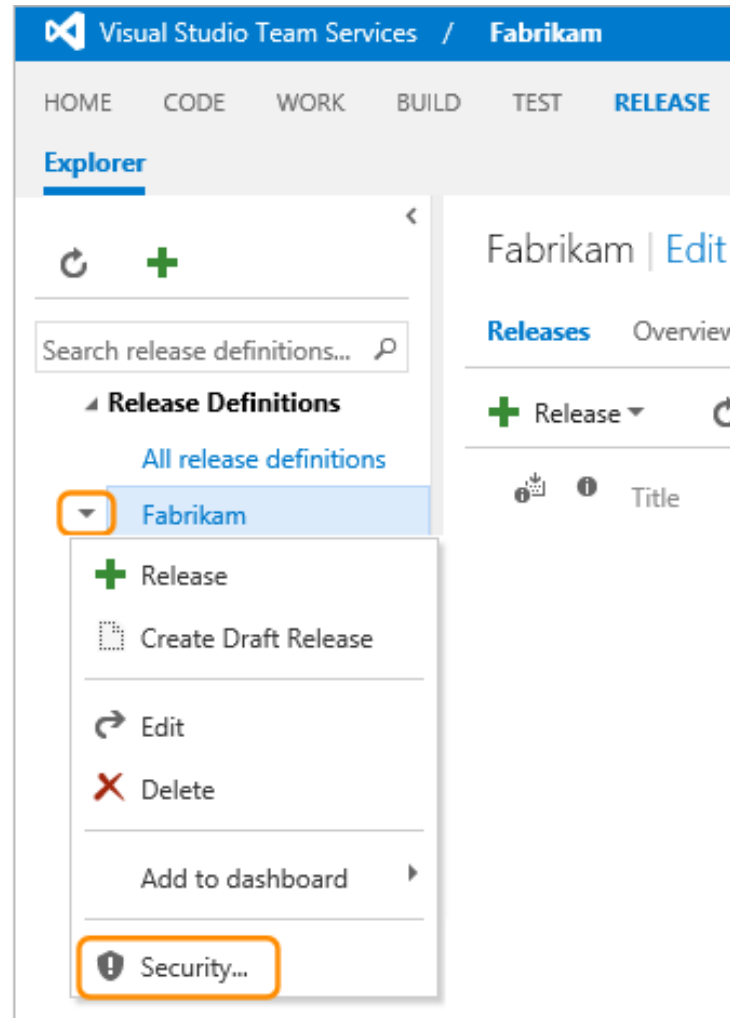 Visual Studio Team Services / Fabrikam
HOME CODE WORK BUILD TEST RELEASE
Explorer
Fabrikam | Edit
Search release definitions...
Releases Overview
Release Definitions
Release
All release definitions
Title
Fabrikam
Release
Create Draft Release
Edit
Delete
Add to dashboard
Security...